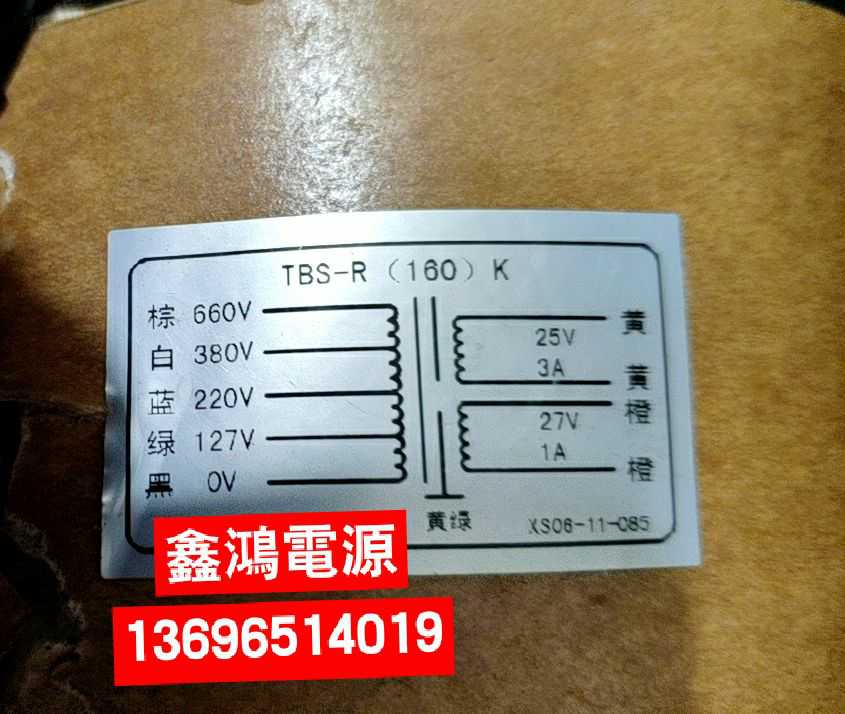 TBS-R（160）K
棕 660V
白 380V
蓝 220V
绿 127V
黑 0V
25V
3A
27V
1A
黄
黄
橙
橙
黄绿
XS06-11-085
鑫鴻電源
13696514019